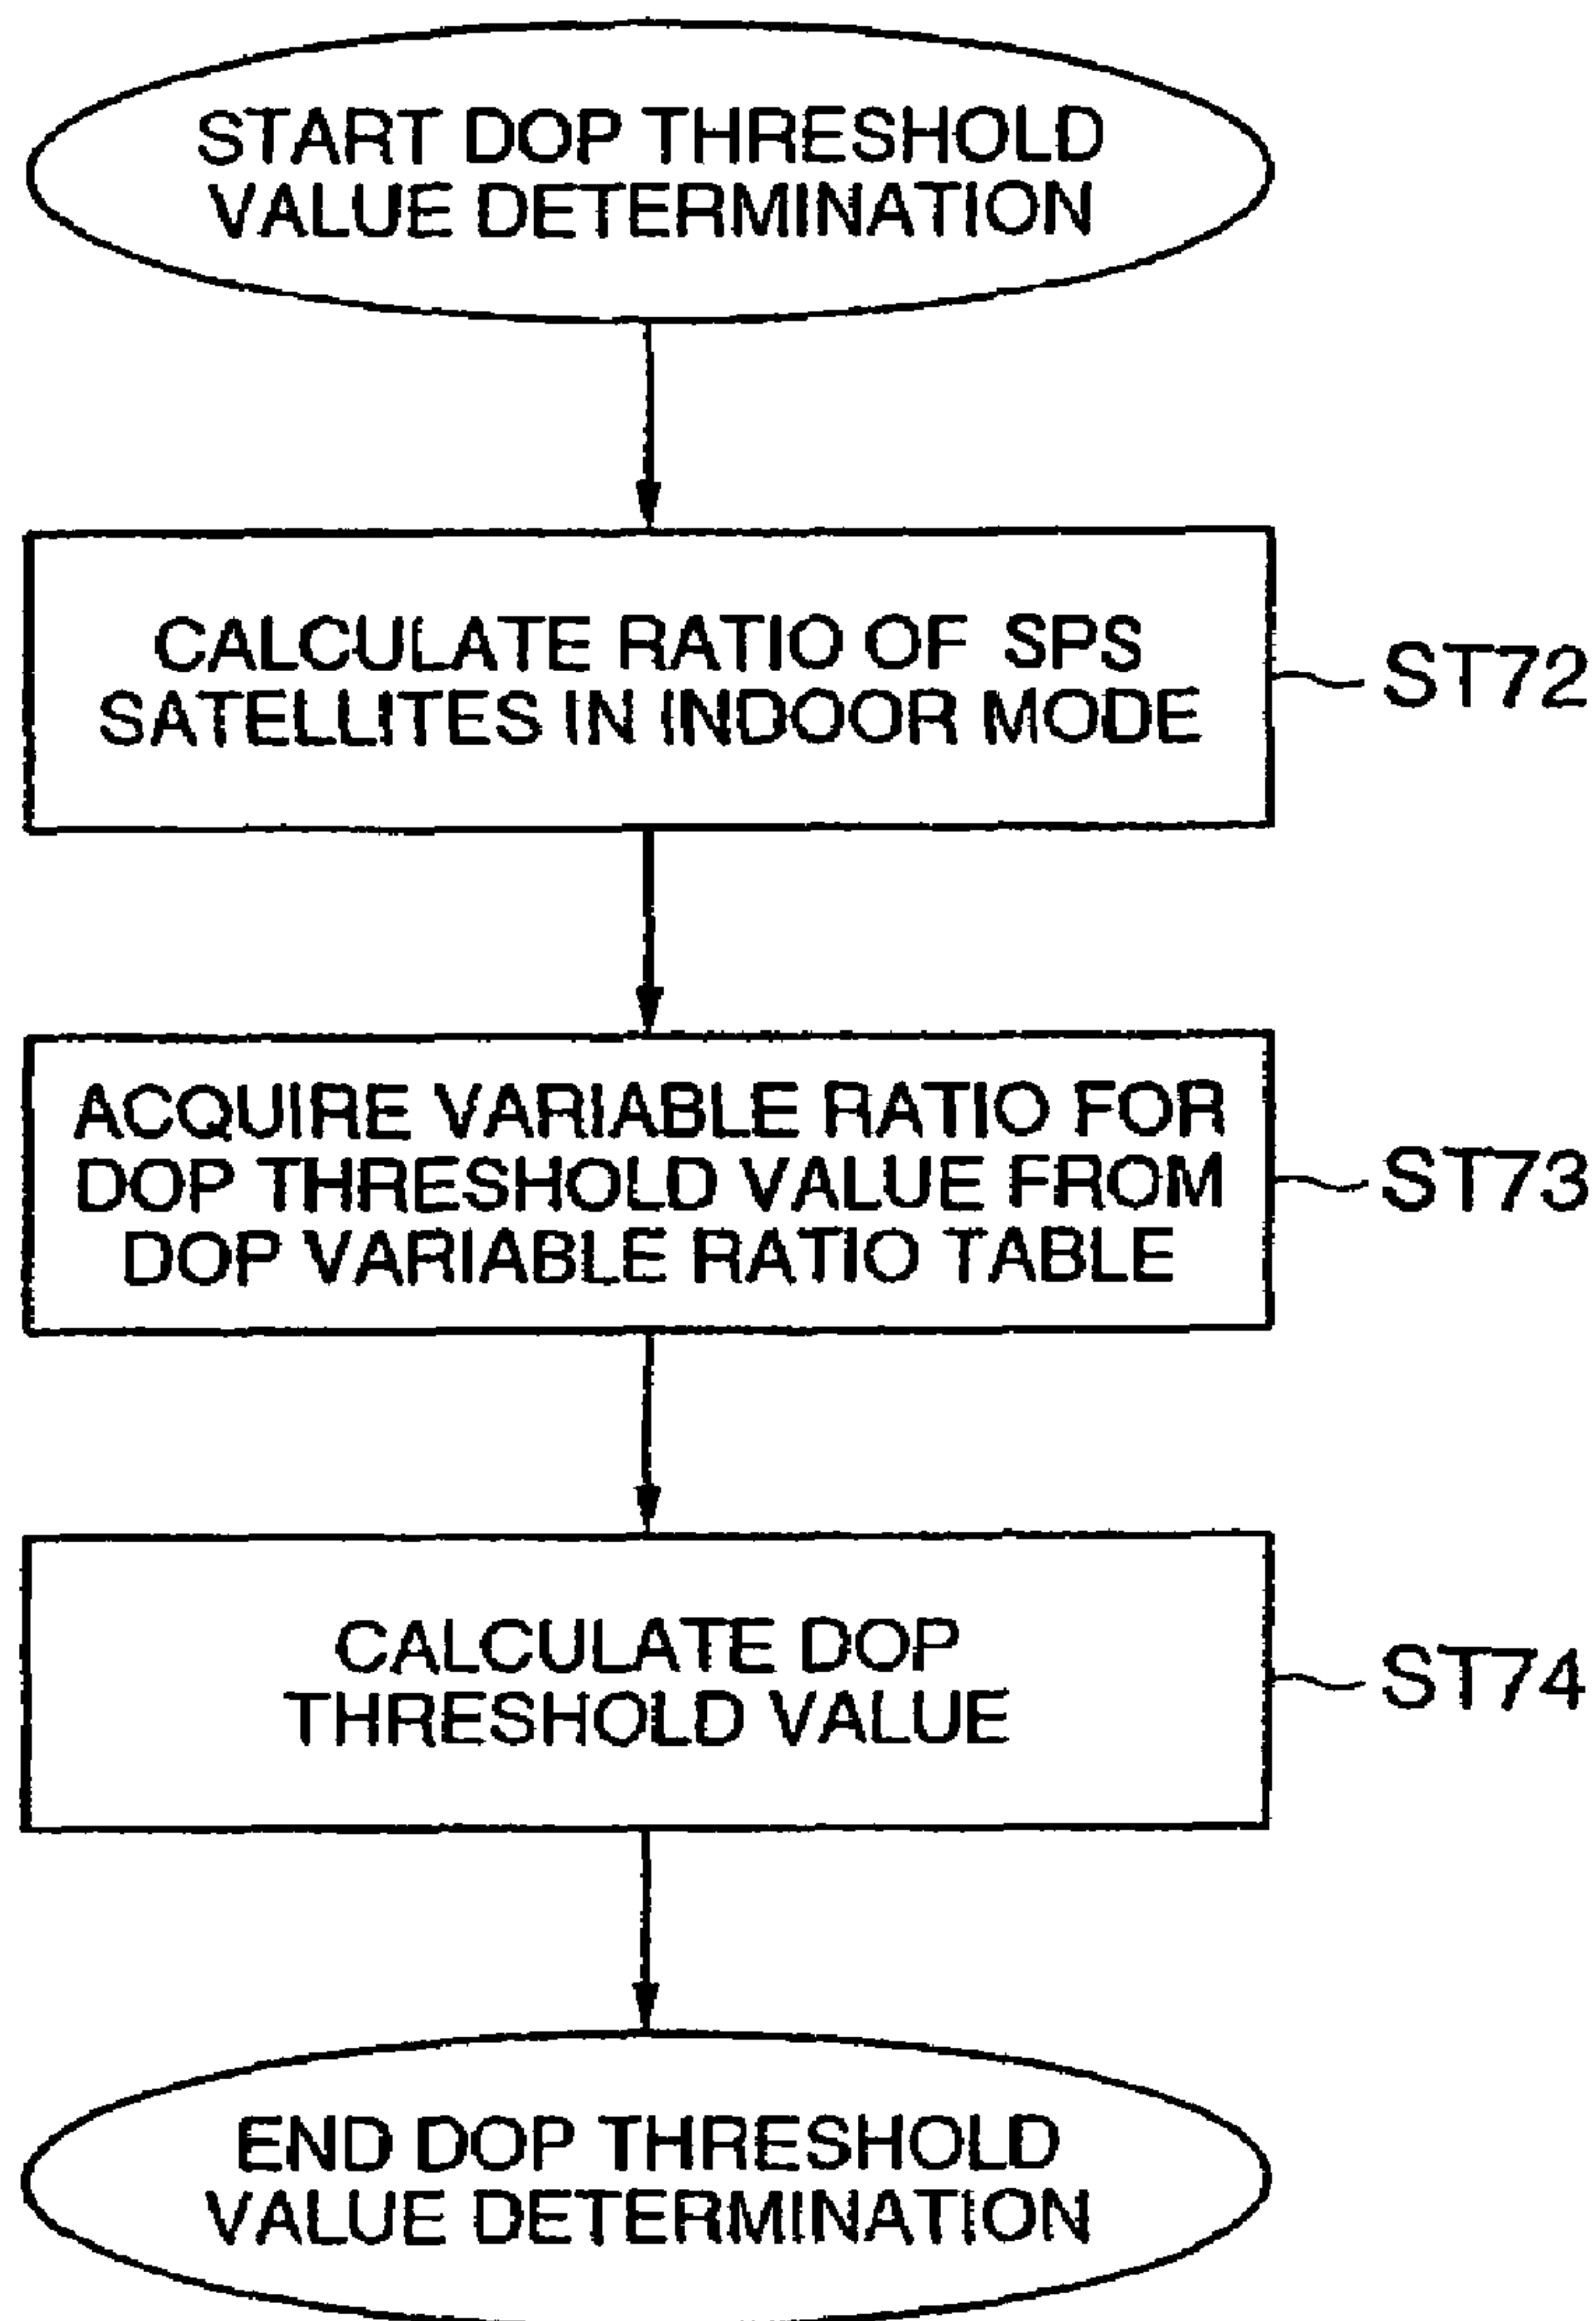 START DOP THRESHOLD
VALUE DETERMINATION
CALCULATE RATIO OF SPS
SATELLITES IN INDOOR MODE
ST72
ACQUIRE VARIABLE RATIO FOR
DOP THRESHOLD VALUE FROM
DOP VARIABLE RATIO TABLE
ST73
CALCULATE DOP
THRESHOLD VALUE
ST74
END DOP THRESHOLD
VALUE DETERMINATION